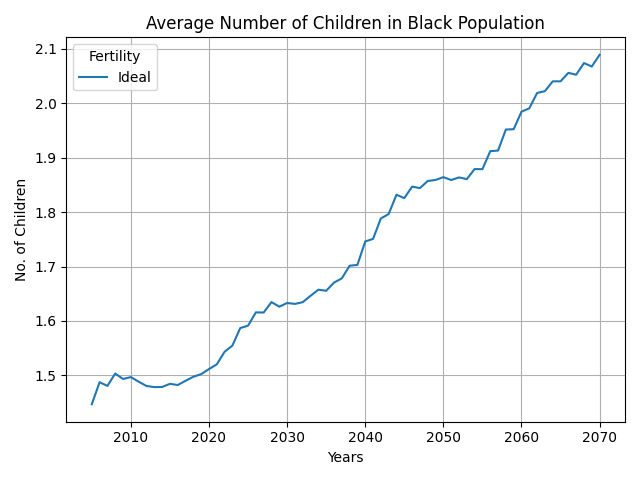 Average Number of Children in Black Population
Fertility
Ideal
No. of Children
2.1
2.0
1.9
1.8
1.7
1.6
1.5
2010 2020 2030 2040 2050 2060 2070
Years